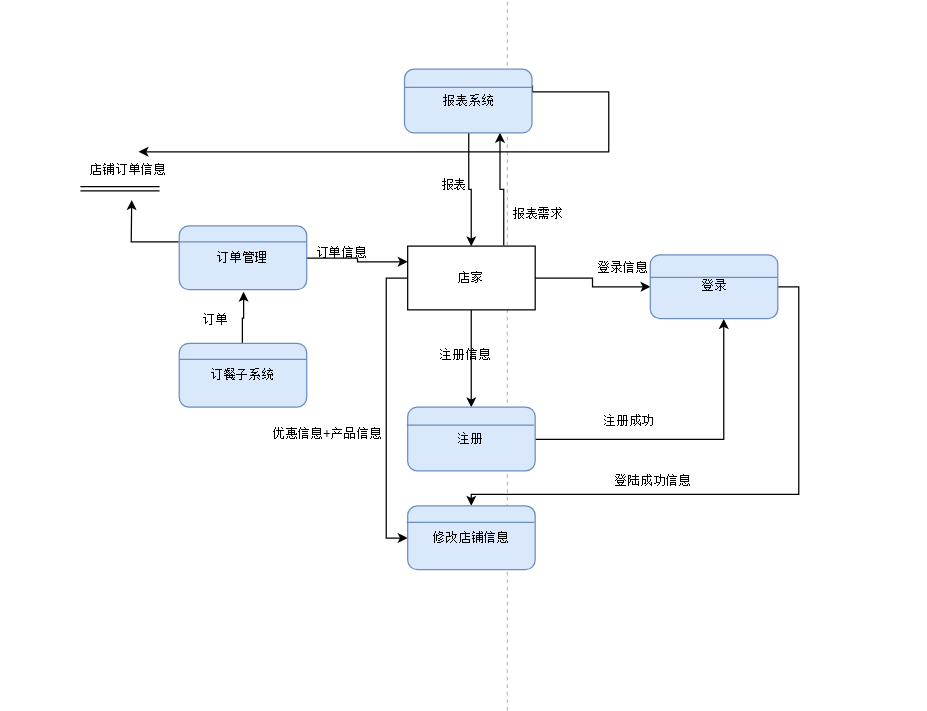 报表系统
店铺订单信息
报表
报表需求
订单管理
订单信息
店家
登录信息
登录
订单
注册信息
订餐子系统
注册成功
优惠信息+产品信息
注册
登陆成功信息
修改店铺信息